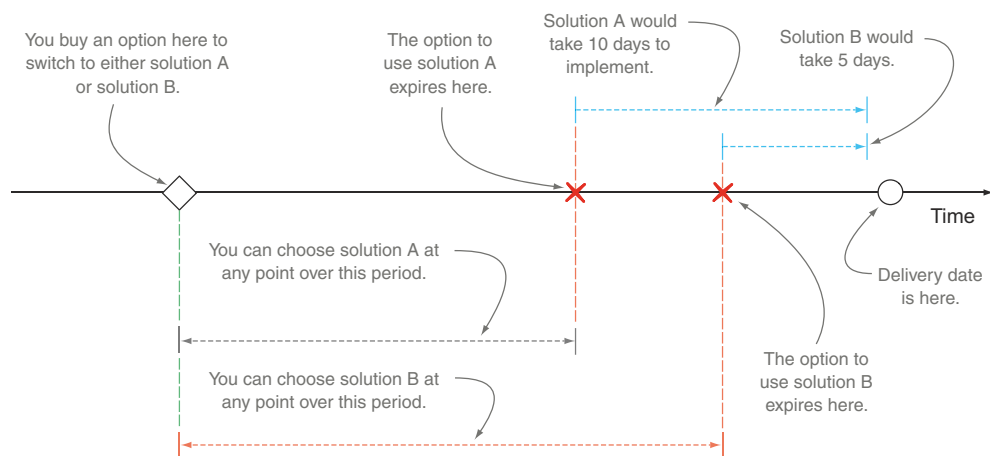 You buy an option here to
switch to either solution A
or solution B.
The option to
use solution A
expires here.
Solution A would
take 10 days to
implement.
Solution B would
take 5 days.
Time
You can choose solution A at
any point over this period.
Delivery date
is here.
The option to
use solution B
expires here.
You can choose solution B at
any point over this period.